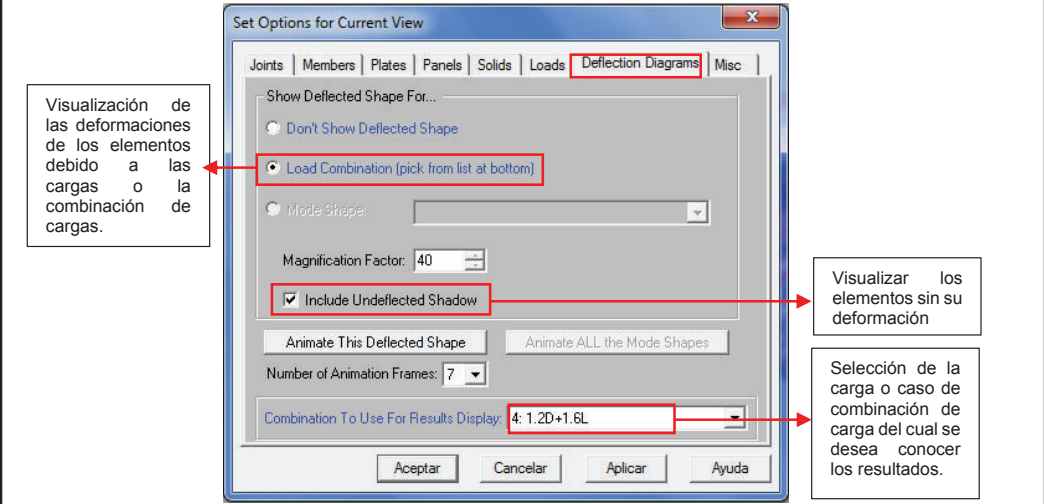 Set Options for Current View
Joints Members Plates Panels Solids Loads Deflection Diagrams Misc
Show Deflected Shape For...
Don't Show Deflected Shape
Load Combination (pick from list at bottom)
Mode Shape:
Magnification Factor: 40
Include Undeflected Shadow
Animate This Deflected Shape Animate ALL the Mode Shapes
Number of Animation Frames: 7
Combination To Use For Results Display: 4: 1.2D+1.6L
Aceptar Cancelar Aplicar Ayuda
Visualización de
las deformaciones
de los elementos
debido a las
cargas o la
combinación de
cargas.
Visualizar los
elementos sin su
deformación
Selección de la
carga o caso de
combinación de
carga del cual se
desea conocer
los resultados.